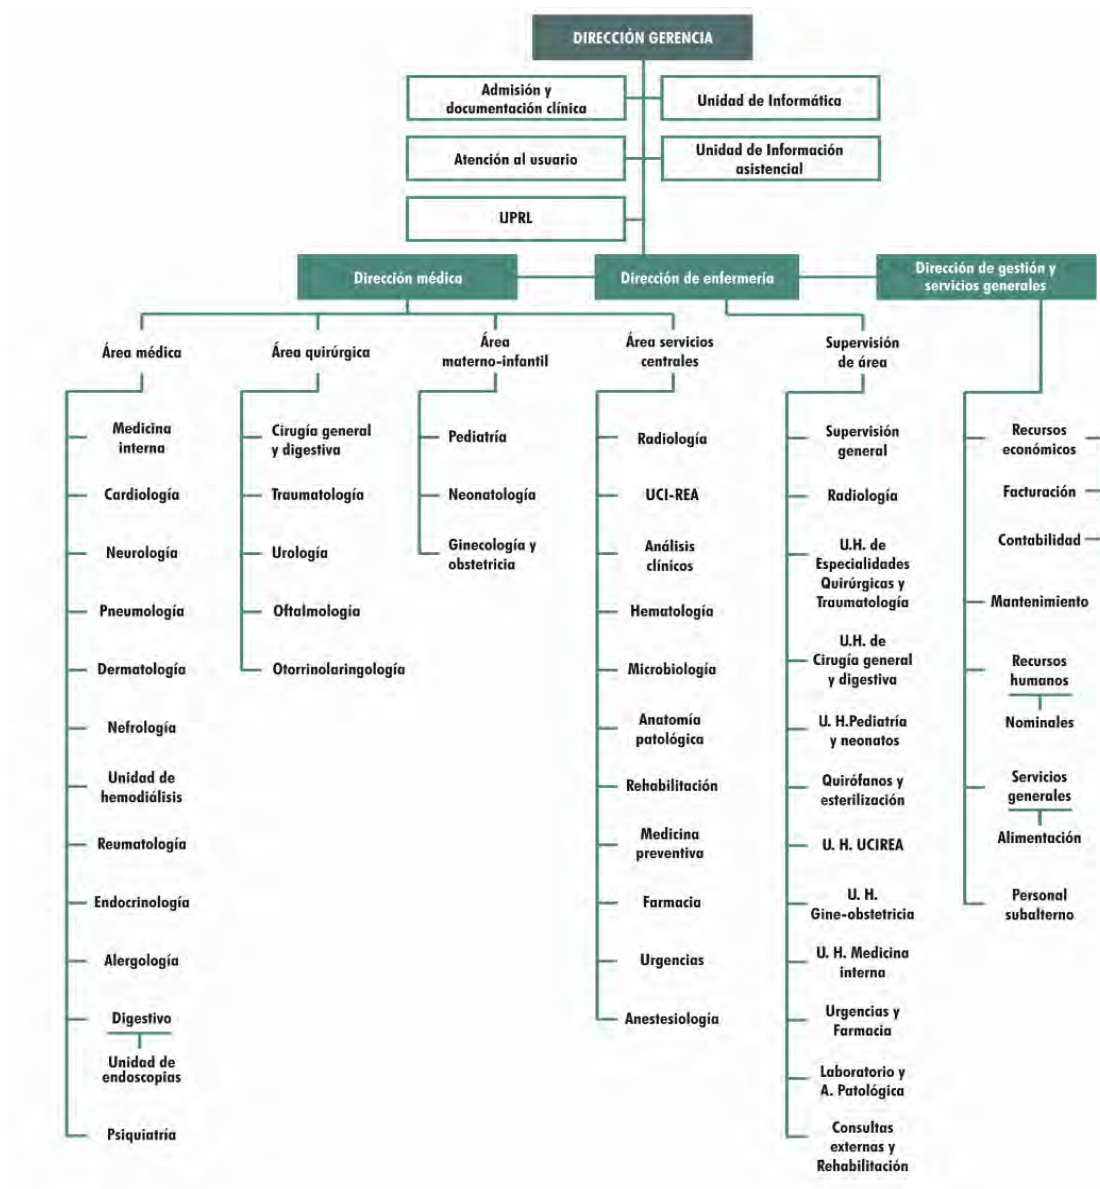 DIRECCIÓN GERENCIA
Admisión y
documentación clínica
Unidad de Informática
Atención al usuario
Unidad de Información
asistencial
UPRL
Dirección médica
Dirección de enfermería
Dirección de gestión y
servicios generales
Área médica
Área quirúrgica
Área
materno-infantil
Área servicios
centrales
Supervisión
de área
Medicina
interna
Cardiología
Neurología
Pneumología
Dermatología
Nefrología
Unidad de
hemodiálisis
Reumatología
Endocrinología
Alergología
Digestivo
Unidad de
endoscopias
Psiquiatría
Cirugía general
y digestiva
Traumatología
Urología
Oftalmología
Otorrinolaringología
Pediatría
Neonatología
Ginecología y
obstetricia
Radiología
UCI-REA
Análisis
clínicos
Hematología
Microbiología
Anatomía
patológica
Rehabilitación
Medicina
preventiva
Farmacia
Urgencias
Anestesiología
Supervisión
general
Radiología
U.H. de
Especialidades
Quirúrgicas y
Traumatología
U.H. de
Cirugía general
y digestiva
U. H.Pediatría
y neonatos
Quirófanos y
esterilización
U. H. UCIREA
U. H.
Gine-obstetricia
U. H. Medicina
interna
Urgencias y
Farmacia
Laboratorio y
A. Patológica
Consultas
externas y
Rehabilitación
Recursos
económicos
Facturación
Contabilidad
Mantenimiento
Recursos
humanos
Nominales
Servicios
generales
Alimentación
Personal
subalterno